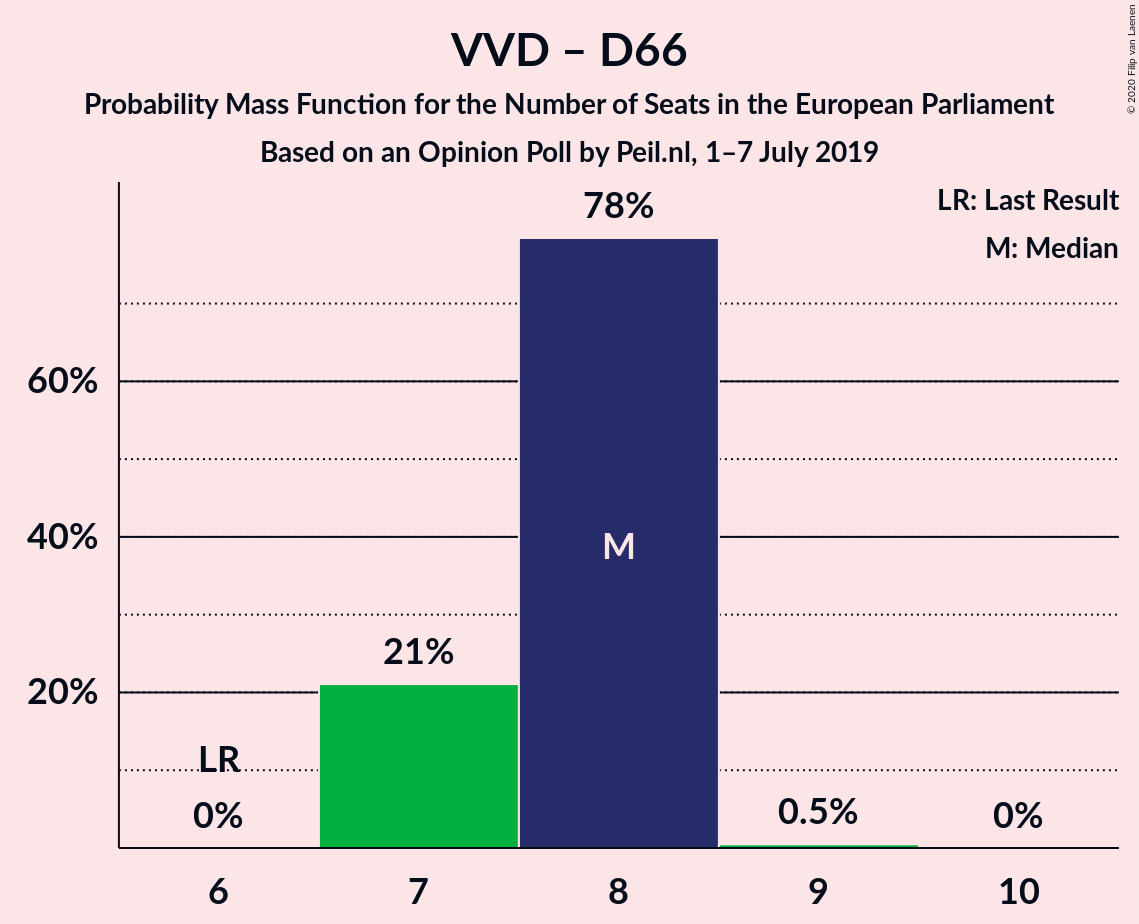 VVD – D66
Probability Mass Function for the Number of Seats in the European Parliament
Based on an Opinion Poll by Peil.nl, 1–7 July 2019
© 2020 Filip van Laenen
LR: Last Result
M: Median
78%
60%
40%
20%
M
21%
LR
0%
0.5%
0%
6 7 8 9 10